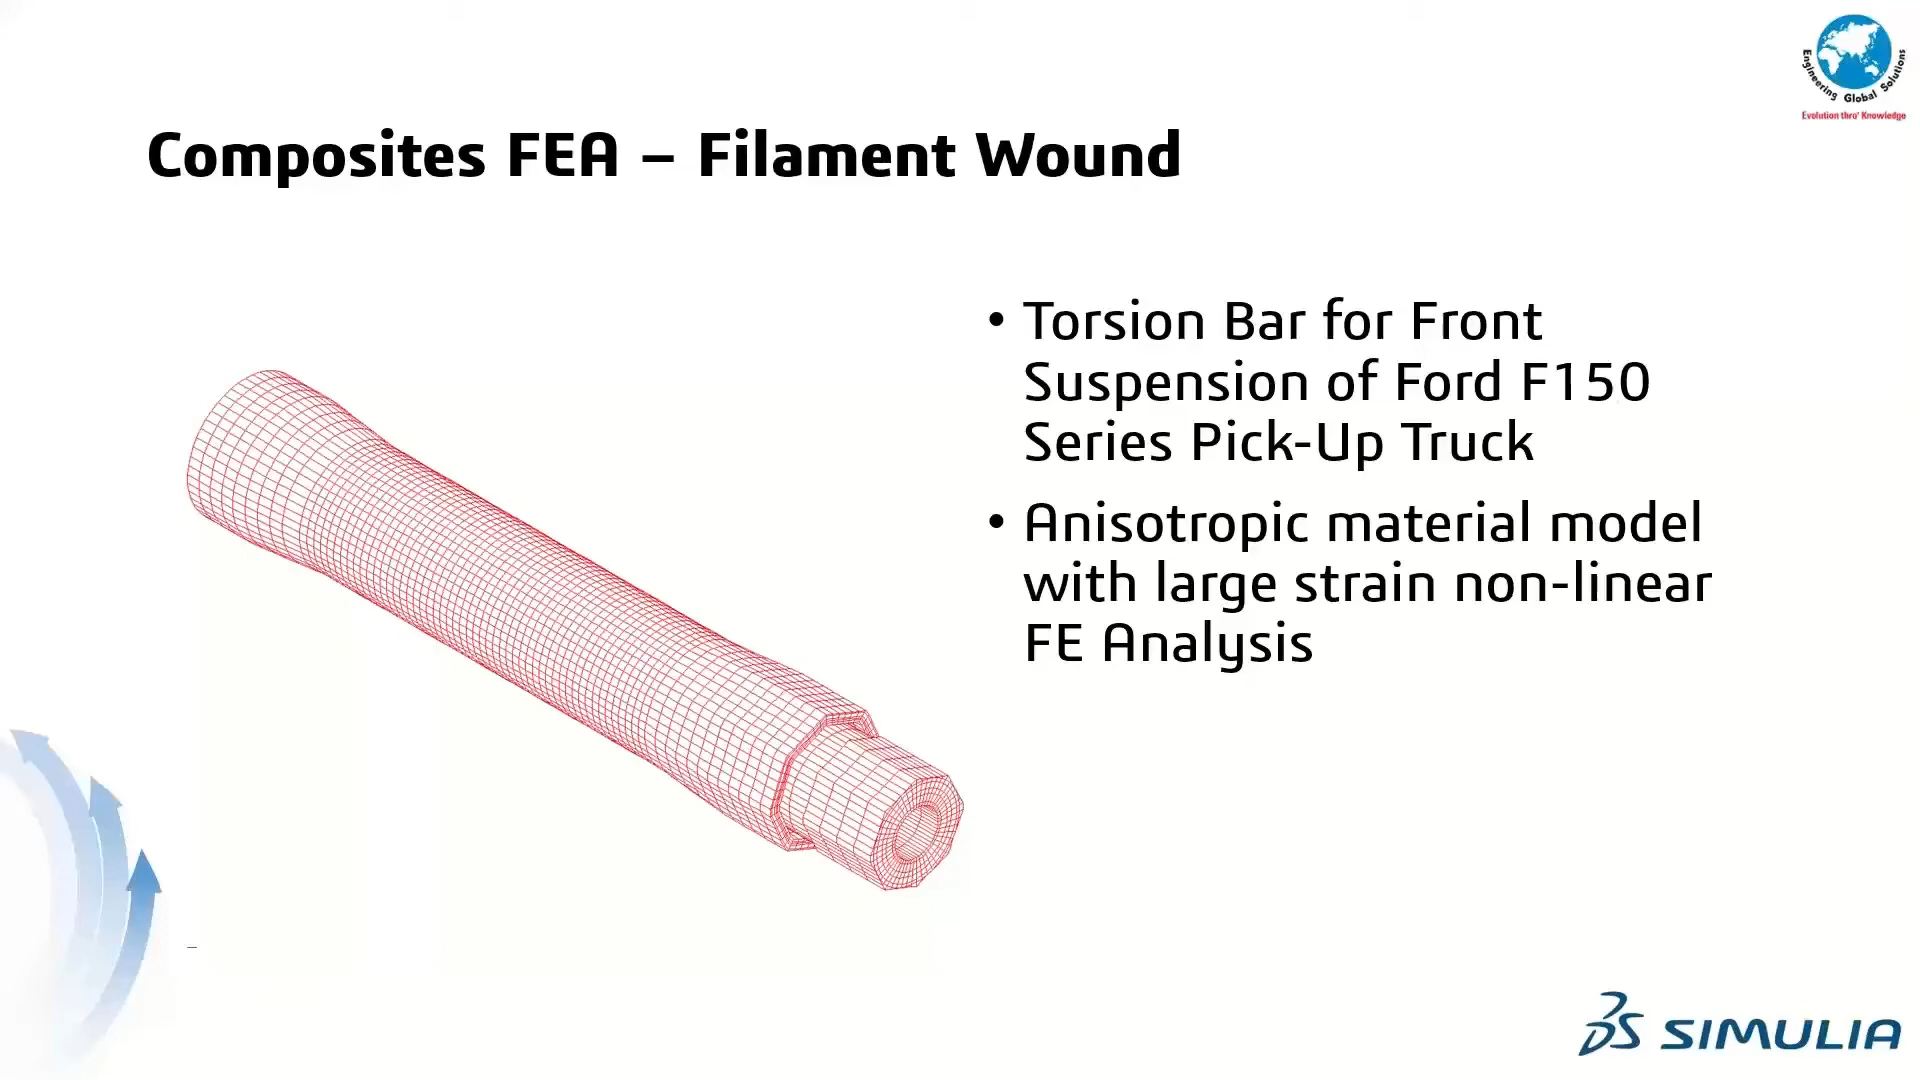 Engineering Global Solutions
Evolution thro' Knowledge
Composites FEA – Filament Wound
• Torsion Bar for Front
Suspension of Ford F150
Series Pick-Up Truck
• Anisotropic material model
with large strain non-linear
FE Analysis
3DS SIMULIA